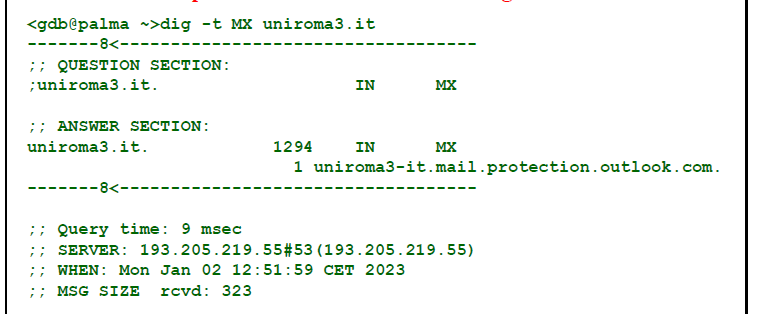 <gdb@palma ~>dig -t MX uniroma3.it
-------8<-----------------------------------
;; QUESTION SECTION:
;uniroma3.it. IN MX
;; ANSWER SECTION:
uniroma3.it. 1294 IN MX
1 uniroma3-it.mail.protection.outlook.com.
-------8<-----------------------------------
;; Query time: 9 msec
;; SERVER: 193.205.219.55#53(193.205.219.55)
;; WHEN: Mon Jan 02 12:51:59 CET 2023
;; MSG SIZE rcvd: 323